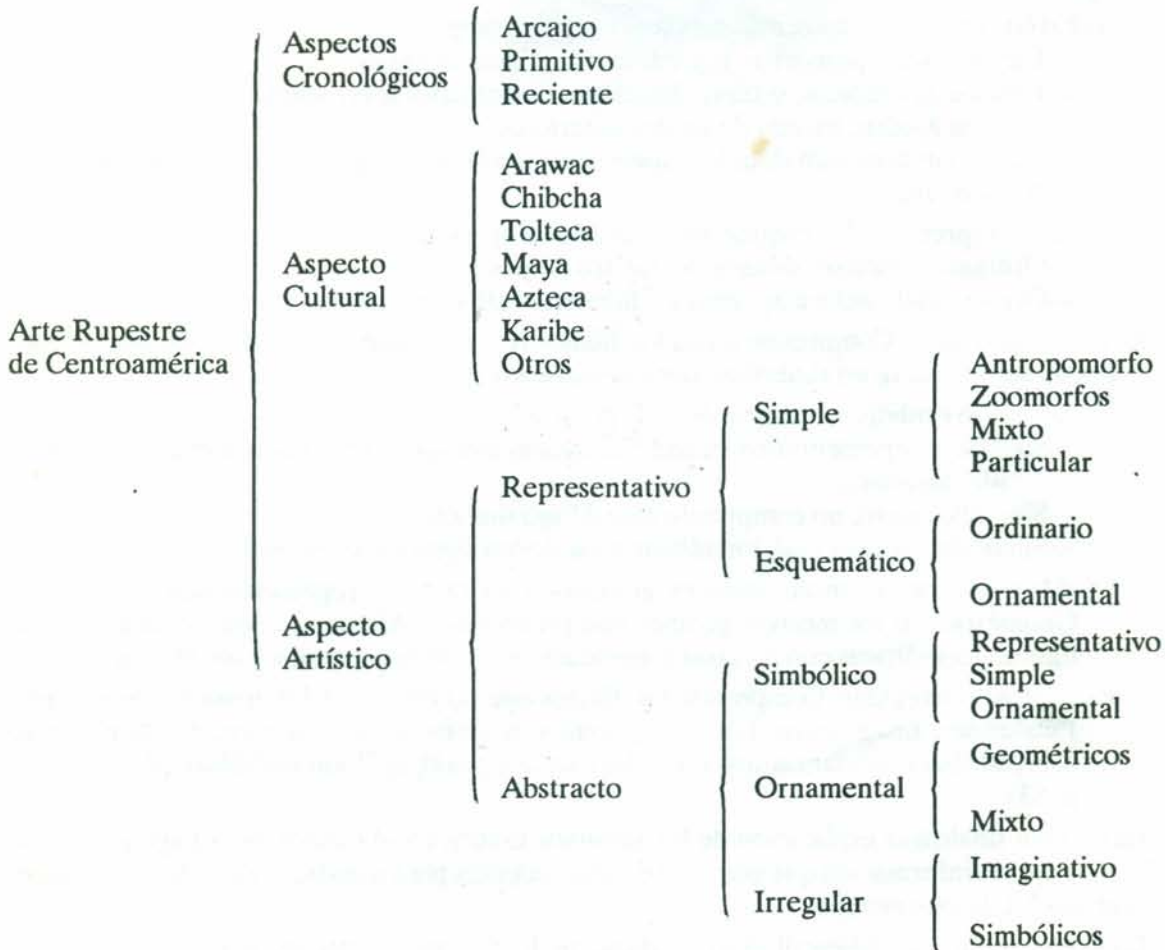 Arte Rupestre
de Centroamérica
Aspectos
Cronológicos
Arcaico
Primitivo
Reciente
Aspecto
Cultural
Arawac
Chibcha
Tolteca
Maya
Azteca
Karibe
Otros
Aspecto
Artístico
Representativo
Simple
Antropomorfo
Zoomorfos
Mixto
Particular
Esquemático
Ordinario
Ornamental
Abstracto
Simbólico
Representativo
Simple
Ornamental
Ornamental
Geométricos
Mixto
Irregular
Imaginativo
Simbólicos